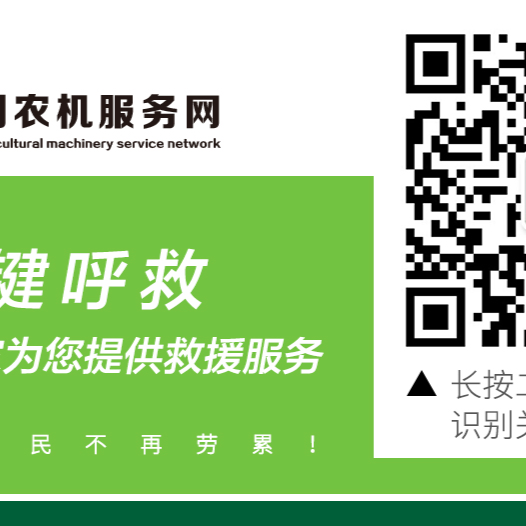 农机服务网
cultural machinery service network
键呼救
为您提供救援服务
民不再劳累！
▲ 长按
识别